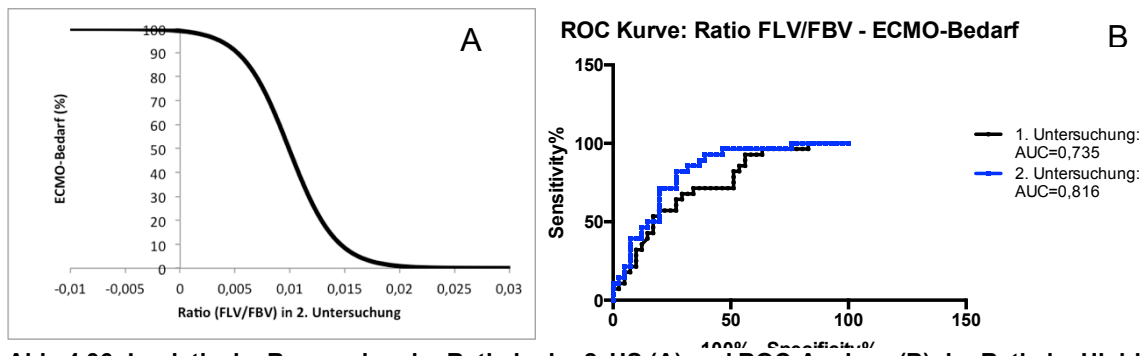 A
100
90
80
70
60
50
40
30
20
10
0
ECMO-Bedarf (%)
-0,01 -0,005 0 0,005 0,01 0,015 0,02 0,025 0,03
Ratio (FLV/FBV) in 2. Untersuchung
ROC Kurve: Ratio FLV/FBV - ECMO-Bedarf
B
150
100
50
0
Sensitivity%
0 50 100 150
100% - Specificity%
1. Untersuchung:
AUC=0,735
2. Untersuchung:
AUC=0,816